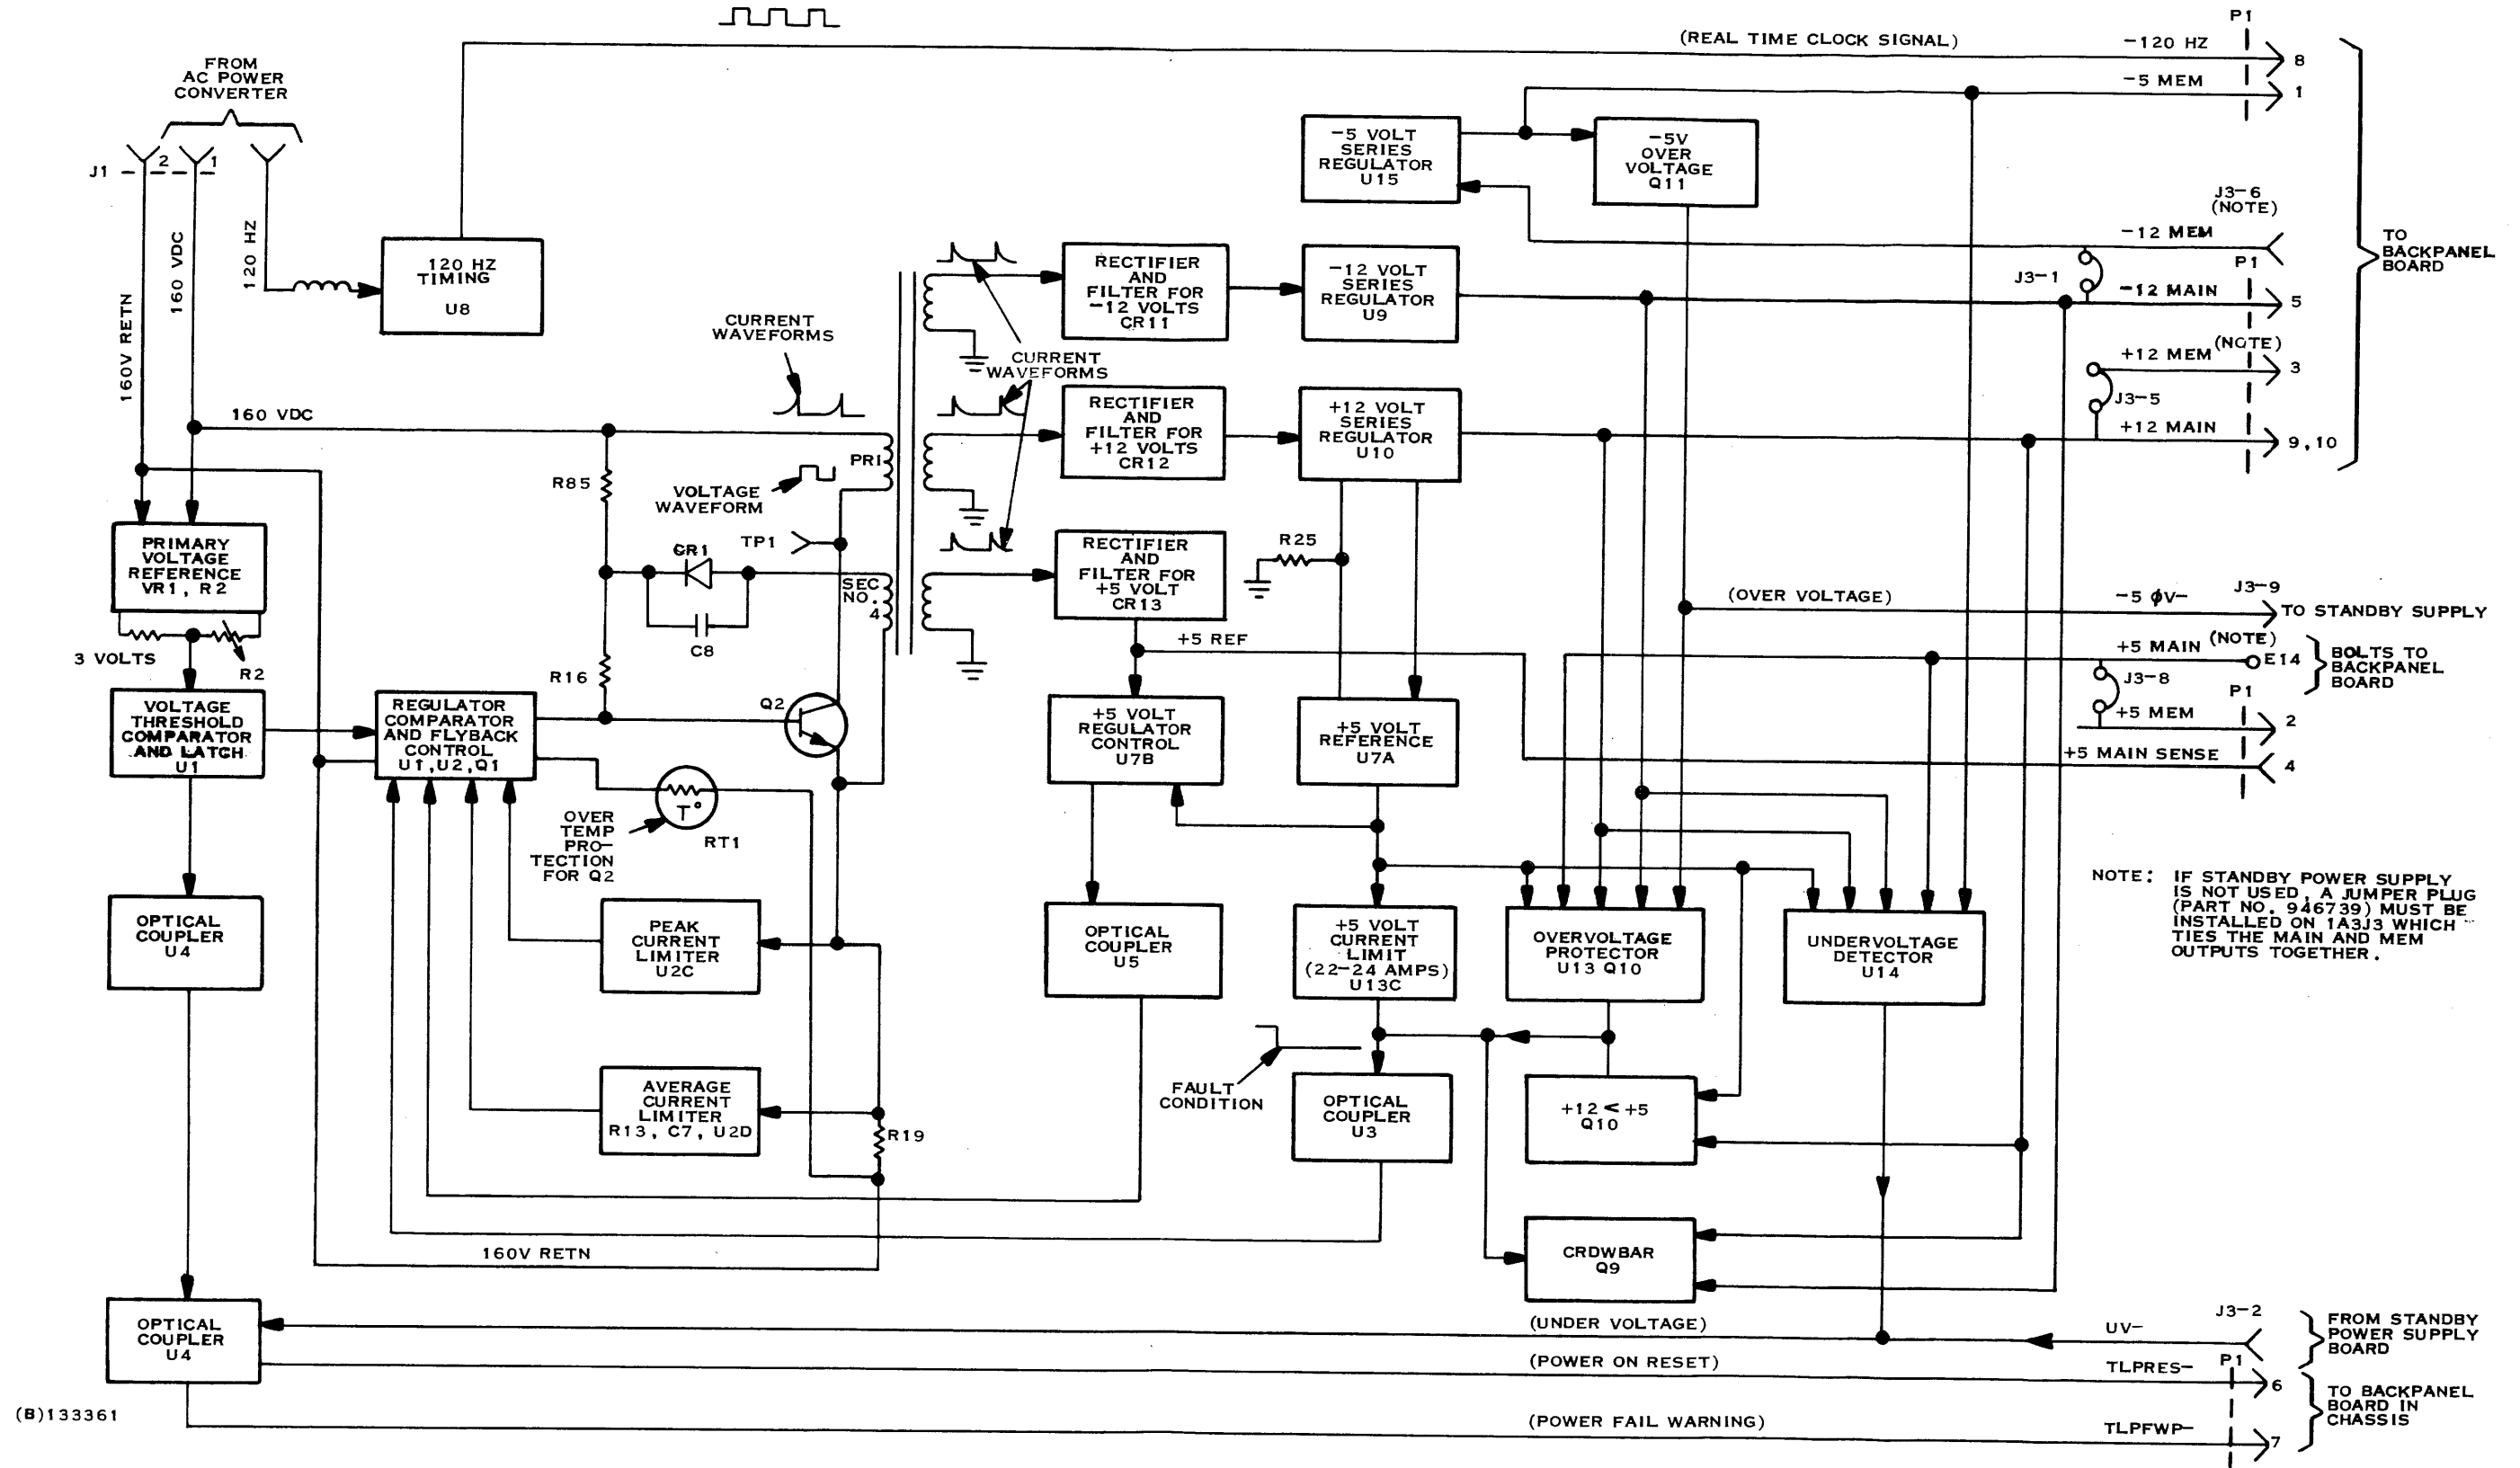 P1
(REAL TIME CLOCK SIGNAL)
-120 HZ
8
-5 MEM
1
FROM
AC POWER
CONVERTER
J1
2
1
160V RETN
160 VDC
120 HZ
120 HZ
TIMING
U8
-5 VOLT
SERIES
REGULATOR
U15
-5V
OVER
VOLTAGE
Q11
J3-6
(NOTE)
-12 MEM
P1
J3-1
-12 MAIN
5
TO
BACKPANEL
BOARD
(NOTE)
+12 MEM
3
J3-5
+12 MAIN
9,10
RECTIFIER
AND
FILTER FOR
-12 VOLTS
CR11
-12 VOLT
SERIES
REGULATOR
U9
CURRENT
WAVEFORMS
CURRENT
WAVEFORMS
RECTIFIER
AND
FILTER FOR
+12 VOLTS
CR12
+12 VOLT
SERIES
REGULATOR
U10
160 VDC
PRI
R85
VOLTAGE
WAVEFORM
TP1
CR1
C8
SEC
NO.
4
RECTIFIER
AND
FILTER FOR
+5 VOLT
CR13
R25
PRIMARY
VOLTAGE
REFERENCE
VR1, R2
3 VOLTS
R2
R16
Q2
+5 REF
(OVER VOLTAGE)
-5 ϕV-
J3-9
TO STANDBY SUPPLY
+5 MAIN
(NOTE)
E14
BOLTS TO
BACKPANEL
BOARD
J3-8
P1
+5 MEM
2
+5 MAIN SENSE
4
VOLTAGE
THRESHOLD
COMPARATOR
AND LATCH
U1
REGULATOR
COMPARATOR
AND FLYBACK
CONTROL
U1,U2,Q1
+5 VOLT
REGULATOR
CONTROL
U7B
+5 VOLT
REFERENCE
U7A
T°
RT1
OVER
TEMP
PRO-
TECTION
FOR Q2
OPTICAL
COUPLER
U4
PEAK
CURRENT
LIMITER
U2C
OPTICAL
COUPLER
U5
+5 VOLT
CURRENT
LIMIT
(22-24 AMPS)
U13C
OVERVOLTAGE
PROTECTOR
U13 Q10
UNDERVOLTAGE
DETECTOR
U14
NOTE: IF STANDBY POWER SUPPLY
IS NOT USED, A JUMPER PLUG
(PART NO. 946739) MUST BE
INSTALLED ON 1A3J3 WHICH
TIES THE MAIN AND MEM
OUTPUTS TOGETHER.
AVERAGE
CURRENT
LIMITER
R13, C7, U2D
R19
FAULT
CONDITION
OPTICAL
COUPLER
U3
+12 < +5
Q10
CRDWBAR
Q9
160V RETN
OPTICAL
COUPLER
U4
(UNDER VOLTAGE)
UV-
J3-2
FROM STANDBY
POWER SUPPLY
BOARD
(POWER ON RESET)
TLPRES-
P1
6
TO BACKPANEL
BOARD IN
CHASSIS
(POWER FAIL WARNING)
TLPFWP-
7
(B)133361